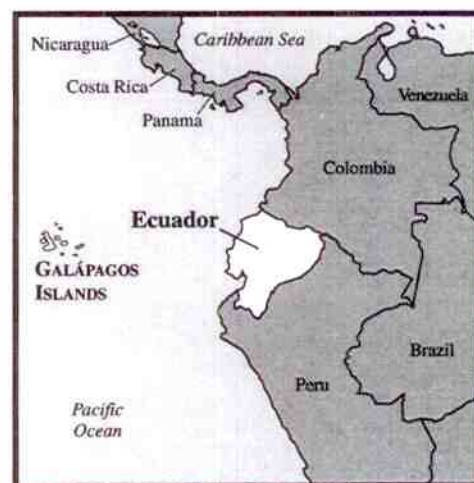 Nicaragua
Caribbean Sea
Costa Rica
Venezuela
Panama
Colombia
Ecuador
GALÁPAGOS
ISLANDS
Brazil
Peru
Pacific
Ocean